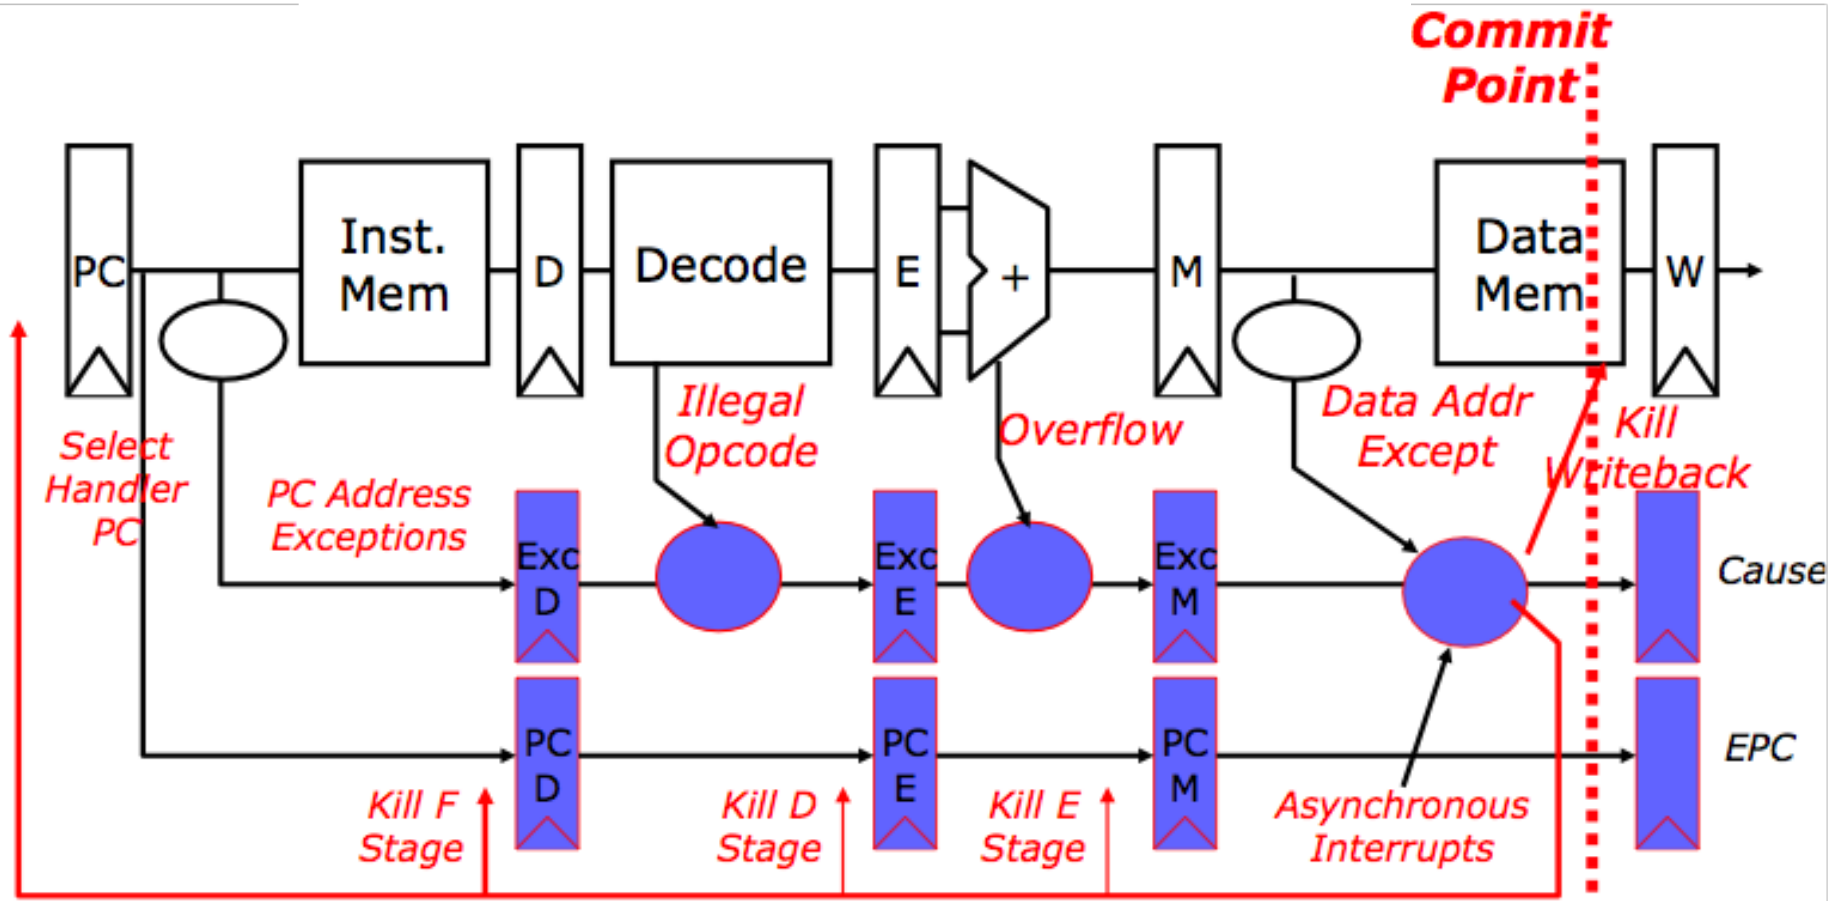 Commit
Point
PC
Inst.
Mem
D
Decode
E
+
M
Data
Mem
W
Select
Handler
PC
PC Address
Exceptions
Illegal
Opcode
Overflow
Data Addr
Except
Kill
Writeback
Exc
D
Exc
E
Exc
M
Cause
PC
D
PC
E
PC
M
EPC
Kill F
Stage
Kill D
Stage
Kill E
Stage
Asynchronous
Interrupts